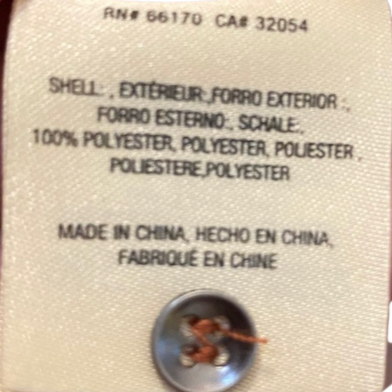 RN# 66170 CA# 32054
SHELL: , EXTÉRIEUR:,FORRO EXTERIOR :,
FORRO ESTERNO:, SCHALE:,
100% POLYESTER, POLYESTER, POLIESTER ,
POLIESTERE,POLYESTER
MADE IN CHINA, HECHO EN CHINA,
FABRIQUÉ EN CHINE